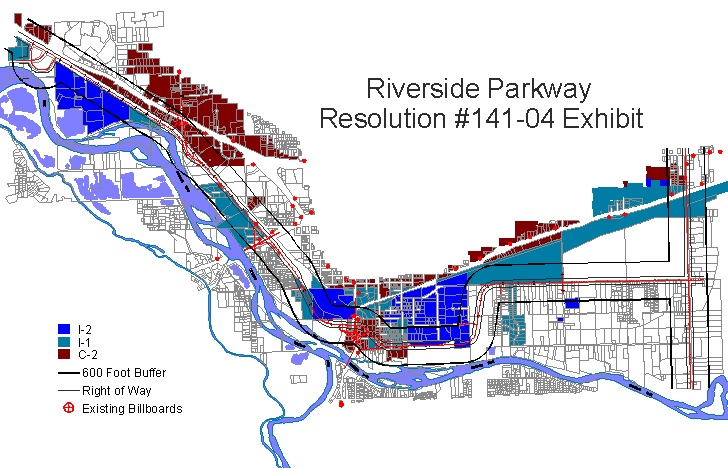 Riverside Parkway
Resolution #141-04 Exhibit
I-2
I-1
C-2
600 Foot Buffer
Right of Way
Existing Billboards